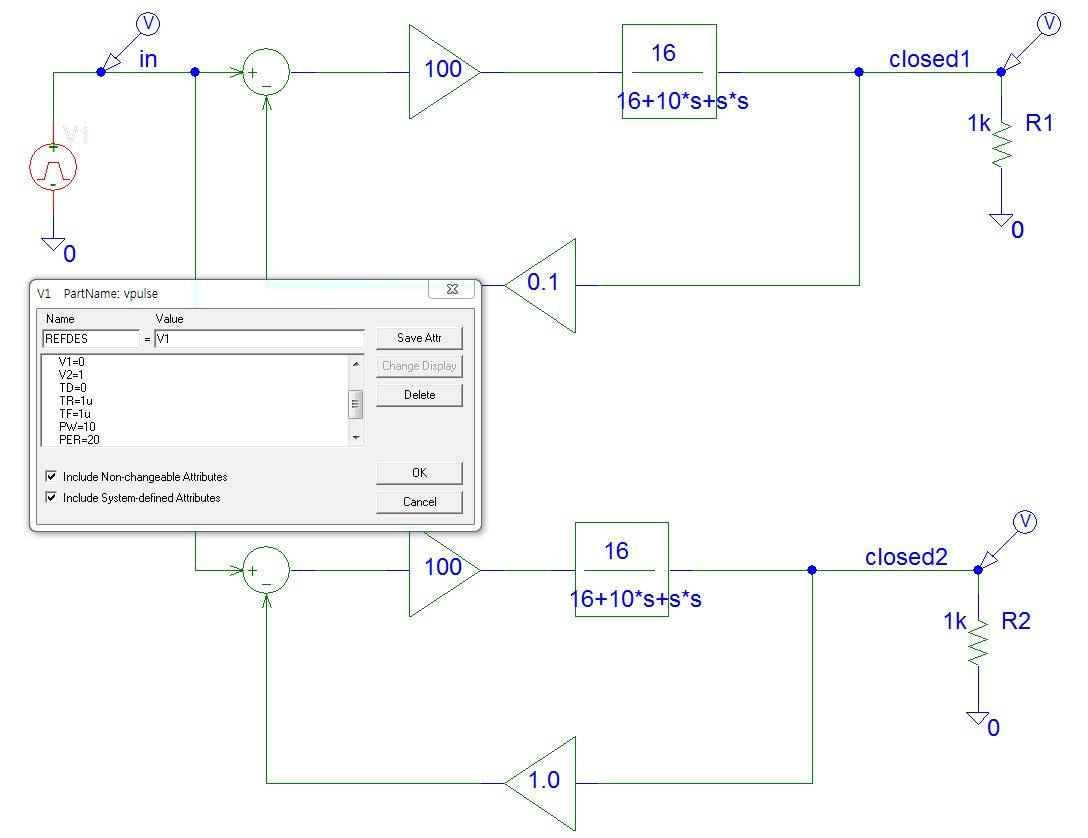 V
V
in
closed1
+
−
100
16
16+10*s+s*s
V1
+
-
1k
R1
0
0
0.1
V1 PartName: vpulse
Name
Value
REFDES
=
V1
Save Attr
V1=0
V2=1
TD=0
TR=1u
TF=1u
PW=10
PER=20
Change Display
Delete
Include Non-changeable Attributes
OK
Include System-defined Attributes
Cancel
V
closed2
+
−
100
16
16+10*s+s*s
1k
R2
0
1.0